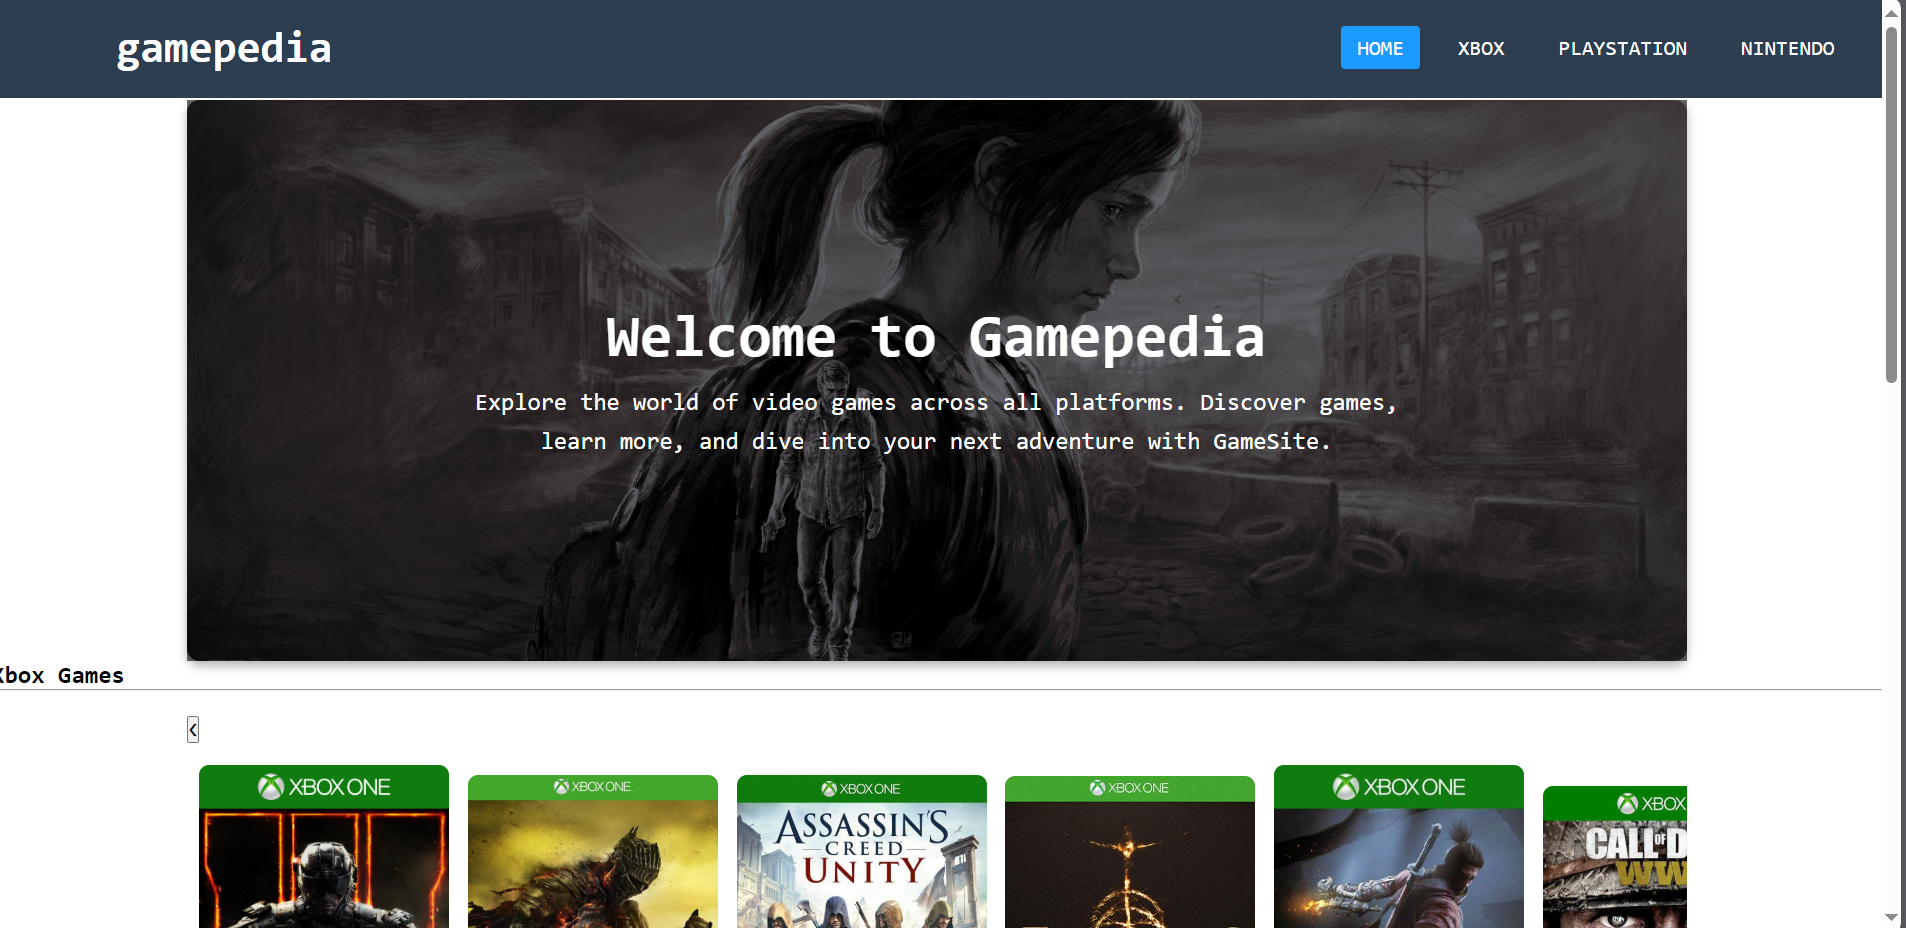 gamepedia
HOME
XBOX
PLAYSTATION
NINTENDO
Welcome to Gamepedia
Explore the world of video games across all platforms. Discover games,
learn more, and dive into your next adventure with GameSite.
Xbox Games
‹
XBOX ONE
XBOX ONE
XBOX ONE
ASSASSIN'S
CREED
UNITY
XBOX ONE
XBOX ONE
XBOX
CALL OF D
WW